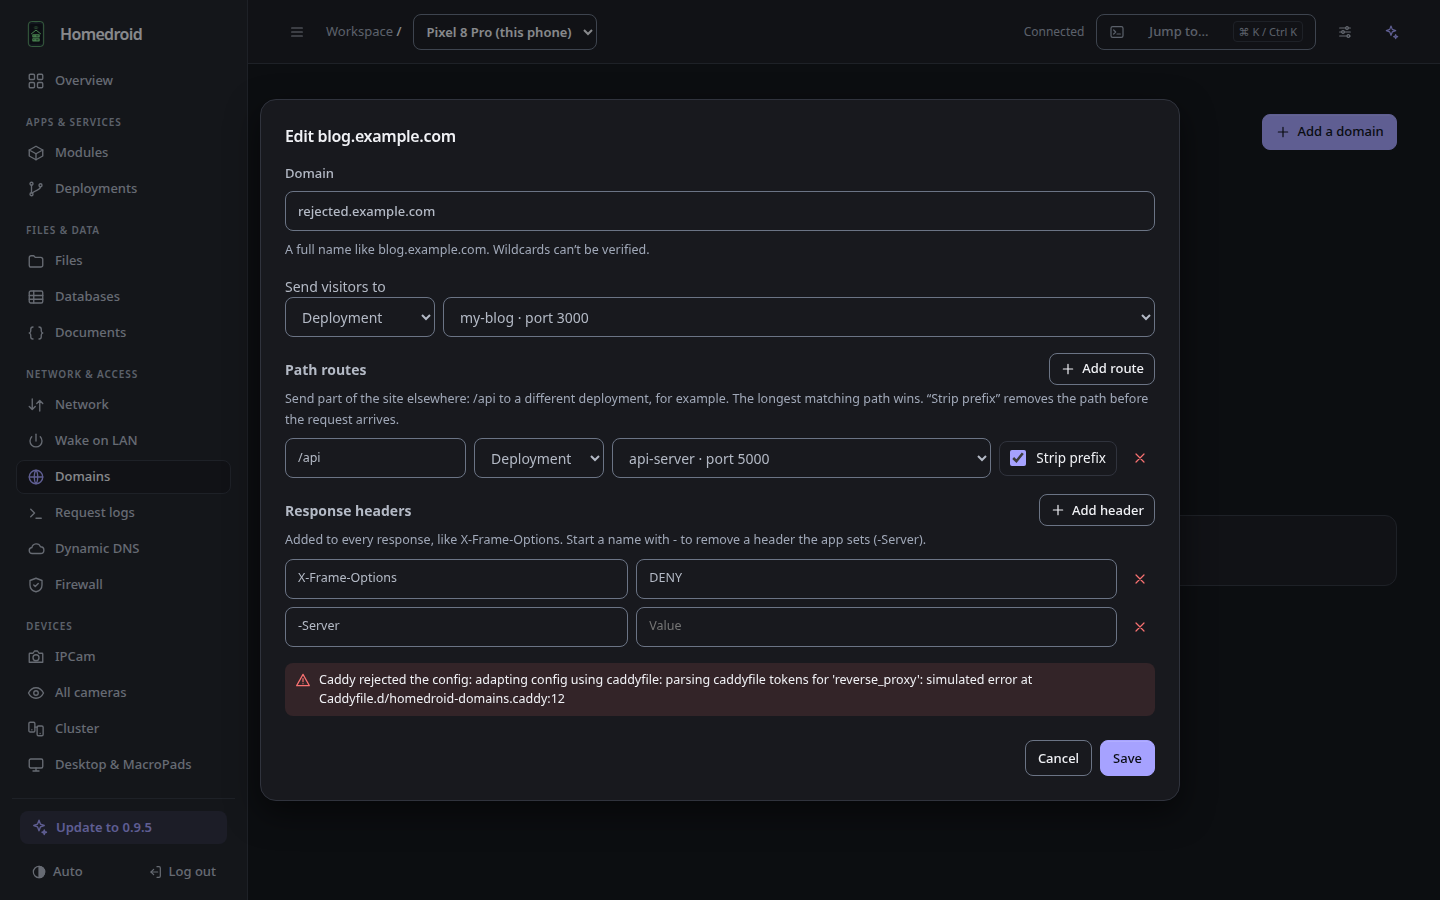 Homedroid
Overview
APPS & SERVICES
Modules
Deployments
FILES & DATA
Files
Databases
Documents
NETWORK & ACCESS
Network
Wake on LAN
Domains
Request logs
Dynamic DNS
Firewall
DEVICES
IPCam
All cameras
Cluster
Desktop & MacroPads
Update to 0.9.5
Auto
Log out
Workspace /
Pixel 8 Pro (this phone)
Connected
Jump to...
⌘ K / Ctrl K
Add a domain
Edit blog.example.com
Domain
rejected.example.com
A full name like blog.example.com. Wildcards can’t be verified.
Send visitors to
Deployment
my-blog · port 3000
Path routes
Add route
Send part of the site elsewhere: /api to a different deployment, for example. The longest matching path wins. “Strip prefix” removes the path before
the request arrives.
/api
Deployment
api-server · port 5000
Strip prefix
Response headers
Add header
Added to every response, like X-Frame-Options. Start a name with - to remove a header the app sets (-Server).
X-Frame-Options
DENY
-Server
Value
Caddy rejected the config: adapting config using caddyfile: parsing caddyfile tokens for 'reverse_proxy': simulated error at
Caddyfile.d/homedroid-domains.caddy:12
Cancel
Save